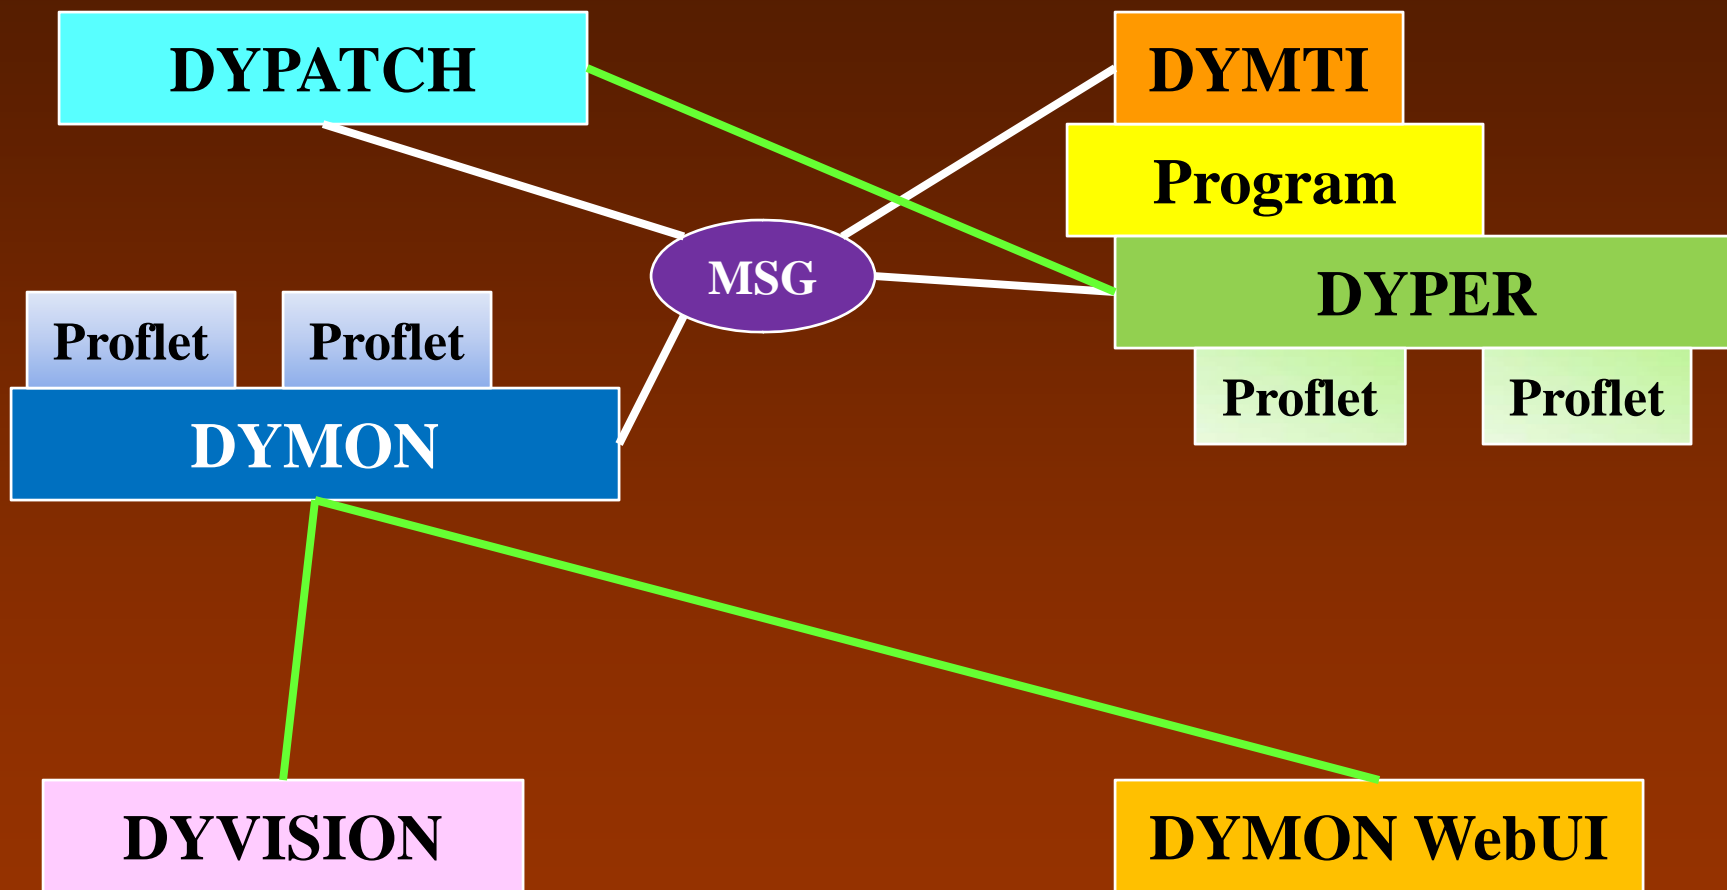 DYPATCH
DYMTI
Program
MSG
DYPER
Proflet
Proflet
Proflet
Proflet
DYMON
DYVISION
DYMON WebUI